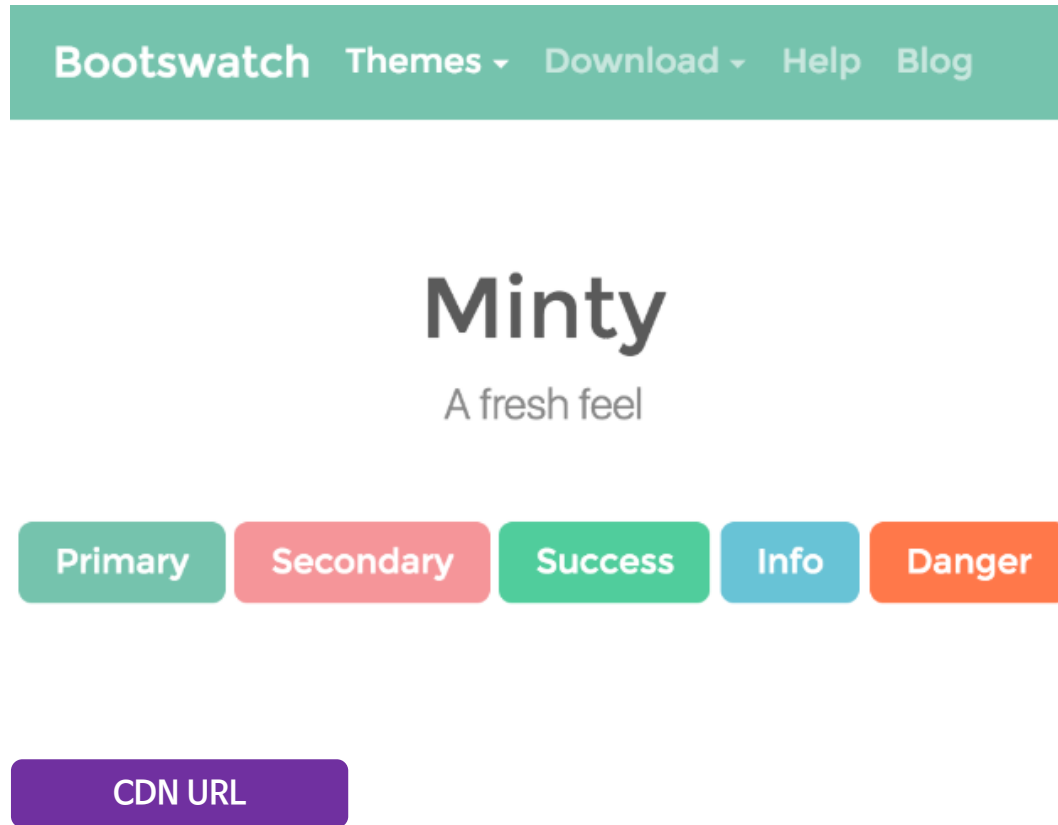 Bootswatch Themes Download Help Blog
Minty
A fresh feel
Primary Secondary Success Info Danger
CDN URL